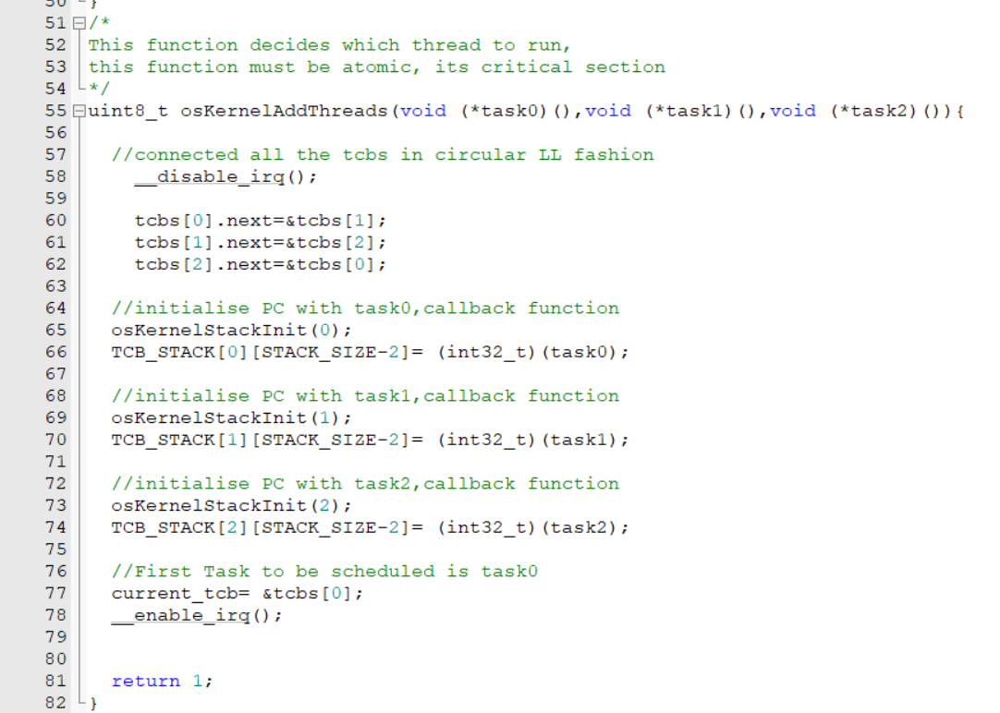 50 }
51 /*
52 This function decides which thread to run,
53 this function must be atomic, its critical section
54 */
55 uint8_t osKernelAddThreads(void (*task0)(),void (*task1)(),void (*task2)()){
56
57 //connected all the tcbs in circular LL fashion
58 __disable_irq();
59
60 tcbs[0].next=&tcbs[1];
61 tcbs[1].next=&tcbs[2];
62 tcbs[2].next=&tcbs[0];
63
64 //initialise PC with task0,callback function
65 osKernelStackInit(0);
66 TCB_STACK[0][STACK_SIZE-2]= (int32_t)(task0);
67
68 //initialise PC with task1,callback function
69 osKernelStackInit(1);
70 TCB_STACK[1][STACK_SIZE-2]= (int32_t)(task1);
71
72 //initialise PC with task2,callback function
73 osKernelStackInit(2);
74 TCB_STACK[2][STACK_SIZE-2]= (int32_t)(task2);
75
76 //First Task to be scheduled is task0
77 current_tcb= &tcbs[0];
78 __enable_irq();
79
80
81 return 1;
82 }